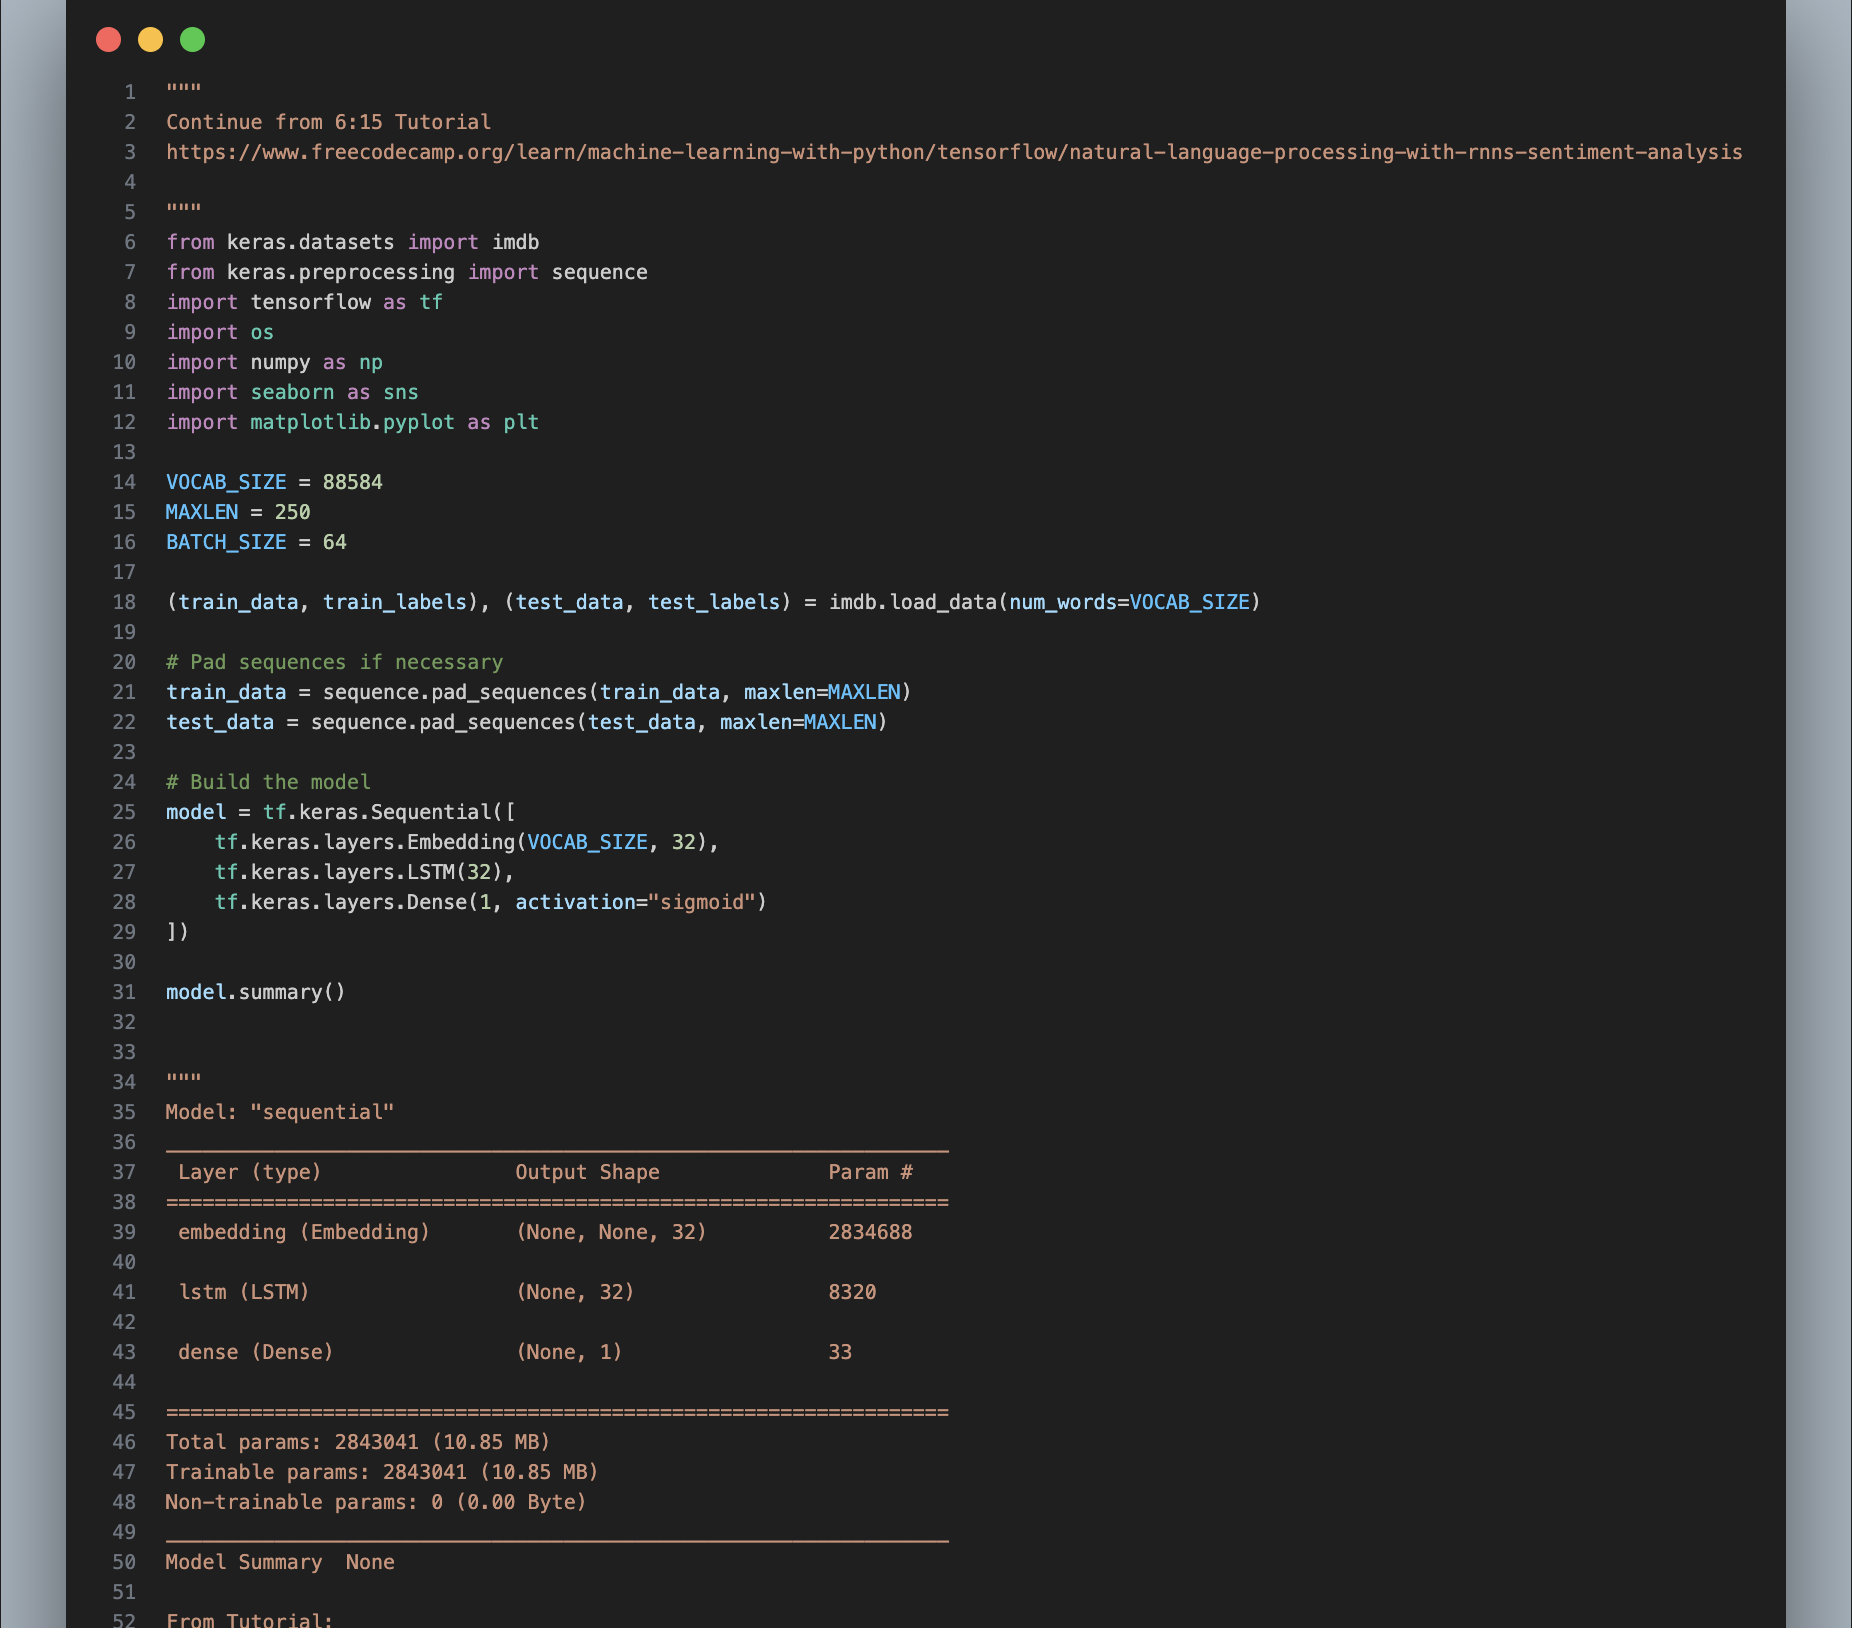 1 """
2 Continue from 6:15 Tutorial
3 https://www.freecodecamp.org/learn/machine-learning-with-python/tensorflow/natural-language-processing-with-rnns-sentiment-analysis
4
5 """
6 from keras.datasets import imdb
7 from keras.preprocessing import sequence
8 import tensorflow as tf
9 import os
10 import numpy as np
11 import seaborn as sns
12 import matplotlib.pyplot as plt
13
14 VOCAB_SIZE = 88584
15 MAXLEN = 250
16 BATCH_SIZE = 64
17
18 (train_data, train_labels), (test_data, test_labels) = imdb.load_data(num_words=VOCAB_SIZE)
19
20 # Pad sequences if necessary
21 train_data = sequence.pad_sequences(train_data, maxlen=MAXLEN)
22 test_data = sequence.pad_sequences(test_data, maxlen=MAXLEN)
23
24 # Build the model
25 model = tf.keras.Sequential([
26     tf.keras.layers.Embedding(VOCAB_SIZE, 32),
27     tf.keras.layers.LSTM(32),
28     tf.keras.layers.Dense(1, activation="sigmoid")
29 ])
30
31 model.summary()
32
33
34 """
35 Model: "sequential"
36 _________________________________________________________________
37  Layer (type)                Output Shape              Param #
38 =================================================================
39  embedding (Embedding)       (None, None, 32)          2834688
40
41  lstm (LSTM)                 (None, 32)                8320
42
43  dense (Dense)               (None, 1)                 33
44
45 =================================================================
46 Total params: 2843041 (10.85 MB)
47 Trainable params: 2843041 (10.85 MB)
48 Non-trainable params: 0 (0.00 Byte)
49 _________________________________________________________________
50 Model Summary  None
51
52 From Tutorial: